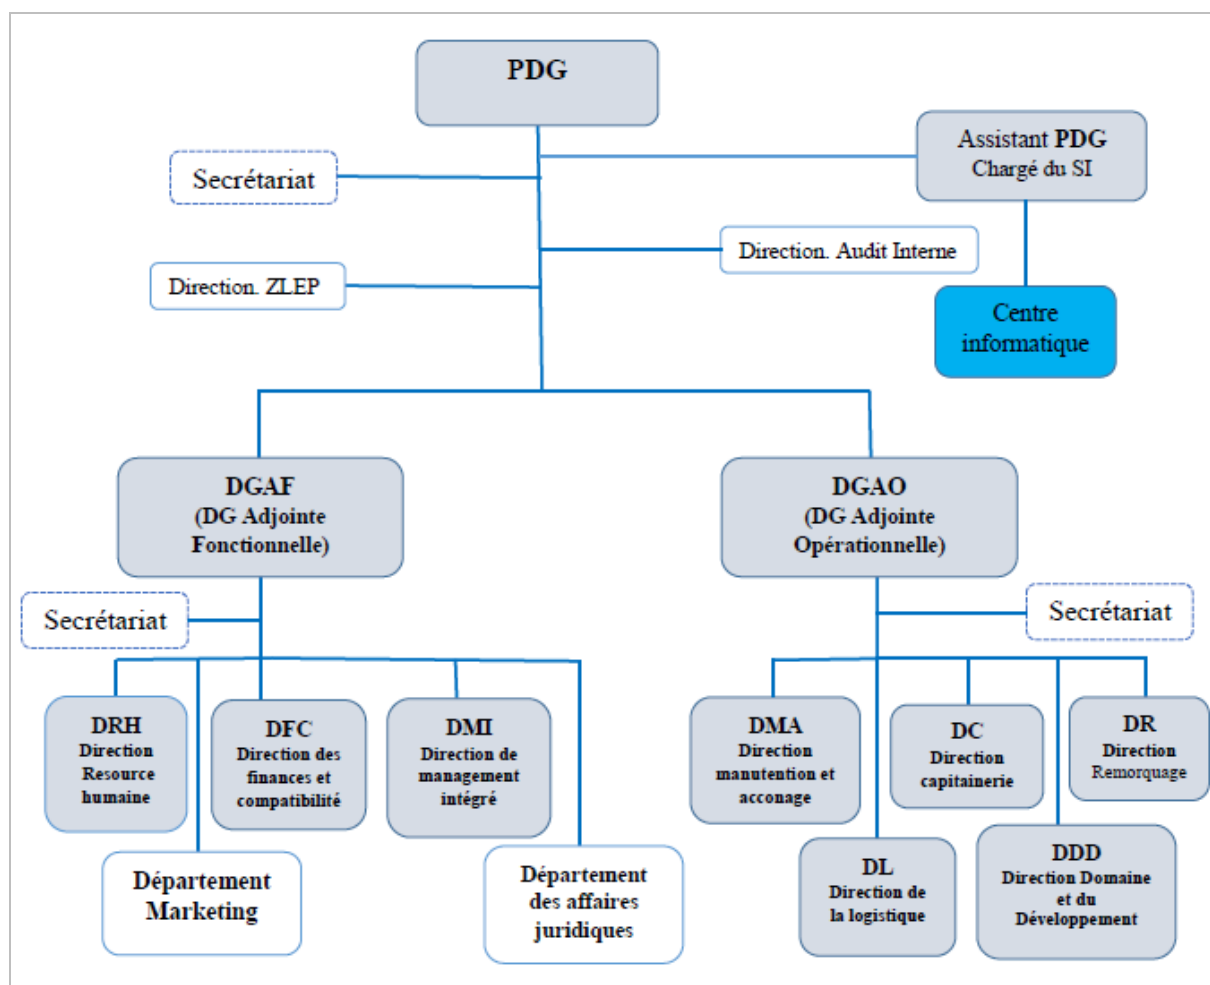 PDG
Assistant PDG
Chargé du SI
Secrétariat
Direction. Audit Interne
Direction. ZLEP
Centre
informatique
DGAF
(DG Adjointe
Fonctionnelle)
DGAO
(DG Adjointe
Opérationnelle)
Secrétariat
Secrétariat
DRH
Direction
Resource
humaine
DFC
Direction des
finances et
compatibilité
DMI
Direction de
management
intégré
DMA
Direction
manutention et
acconage
DC
Direction
capitainerie
DR
Direction
Remorquage
Département
Marketing
Département
des affaires
juridiques
DL
Direction de
la logistique
DDD
Direction Domaine
et du
Développement